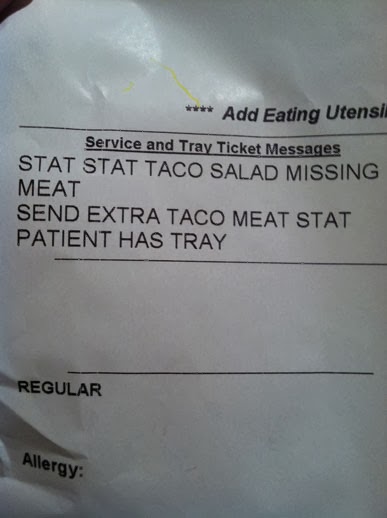 **** Add Eating Utensi
Service and Tray Ticket Messages
STAT STAT TACO SALAD MISSING
MEAT
SEND EXTRA TACO MEAT STAT
PATIENT HAS TRAY
REGULAR
Allergy: